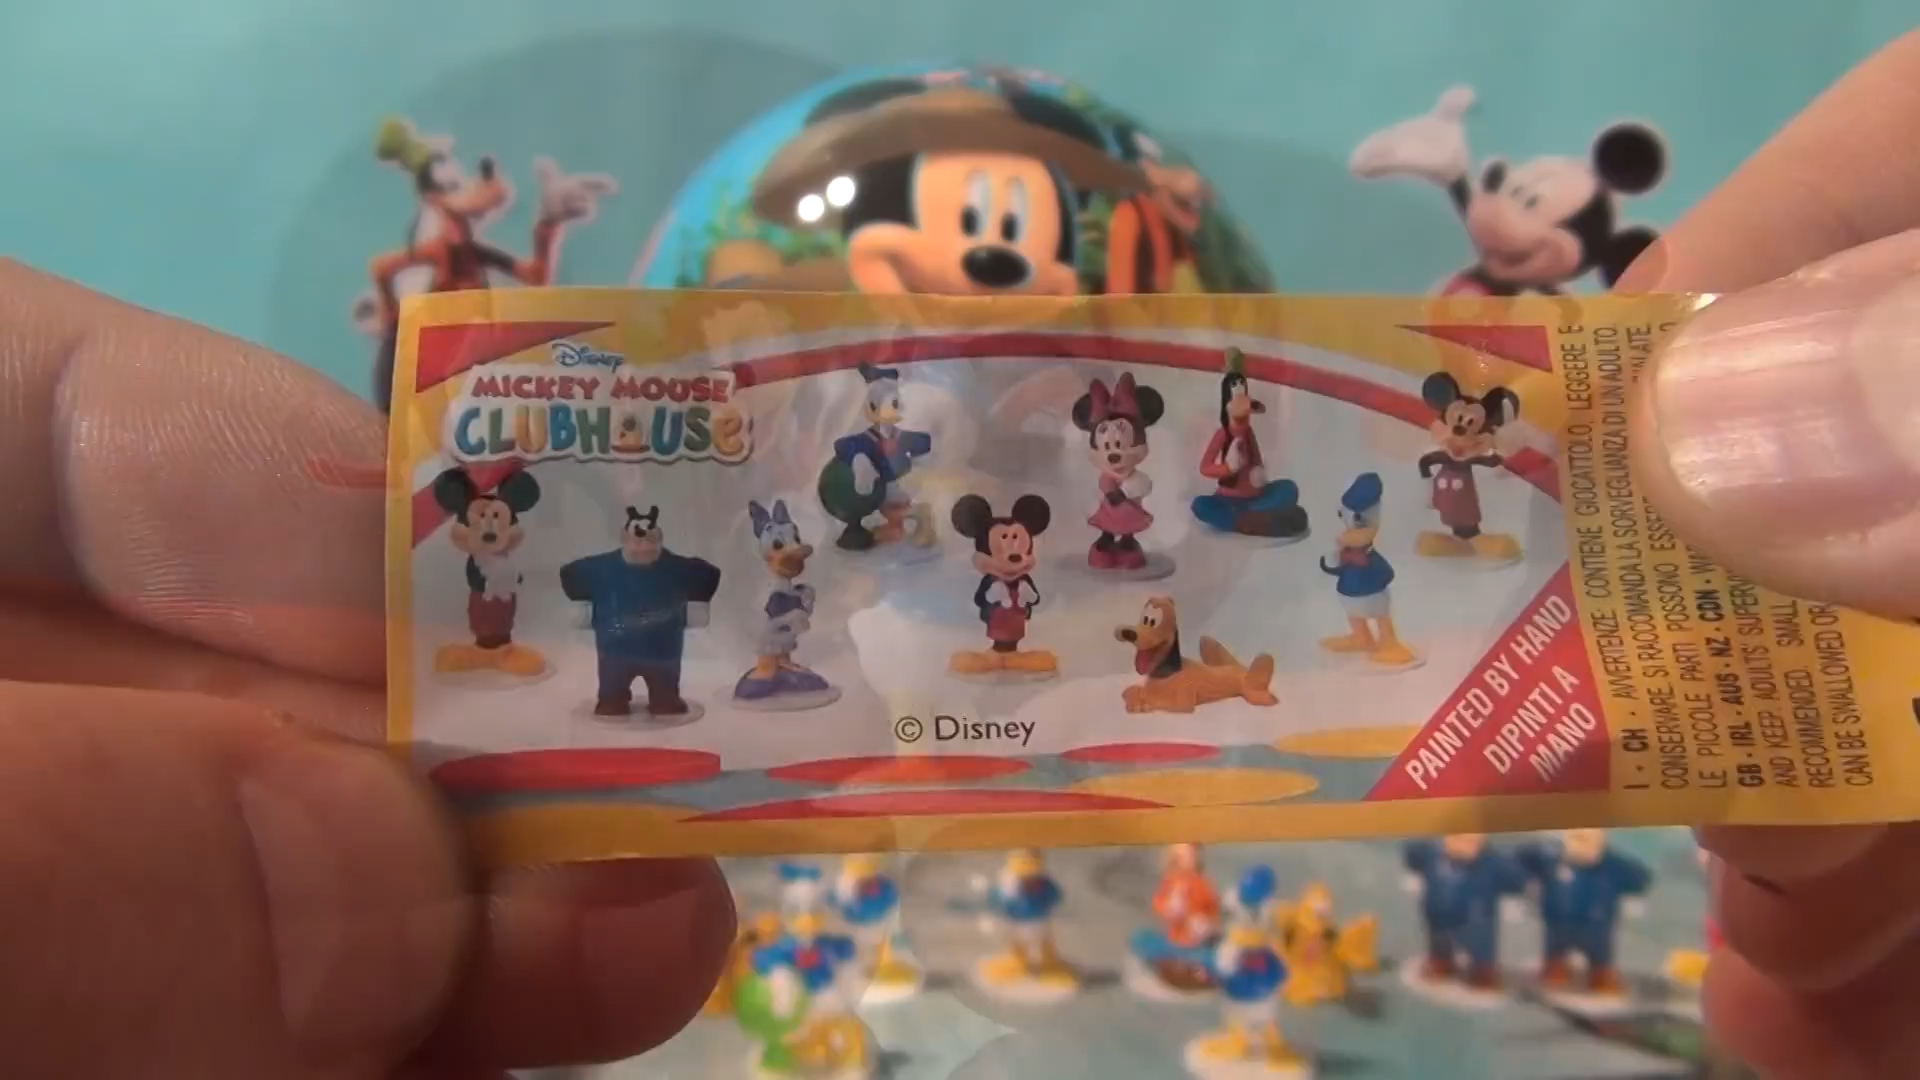 Disney
MICKEY MOUSE
CLUBHOUSE
© Disney
PAINTED BY HAND
DIPINTI A
MANO
I • CH • AVVERTENZE: CONTIENE GIOCATTOLO. LEGGERE E
CONSERVARE. SI RACCOMANDA LA SORVEGLIANZA DI UN ADULTO.
LE PICCOLE PARTI POSSONO
GB • IRL • AUS • NZ • CDN •
AND KEEP. ADULTS'
RECOMMENDED. SMALL
CAN BE SWALLOWED OR